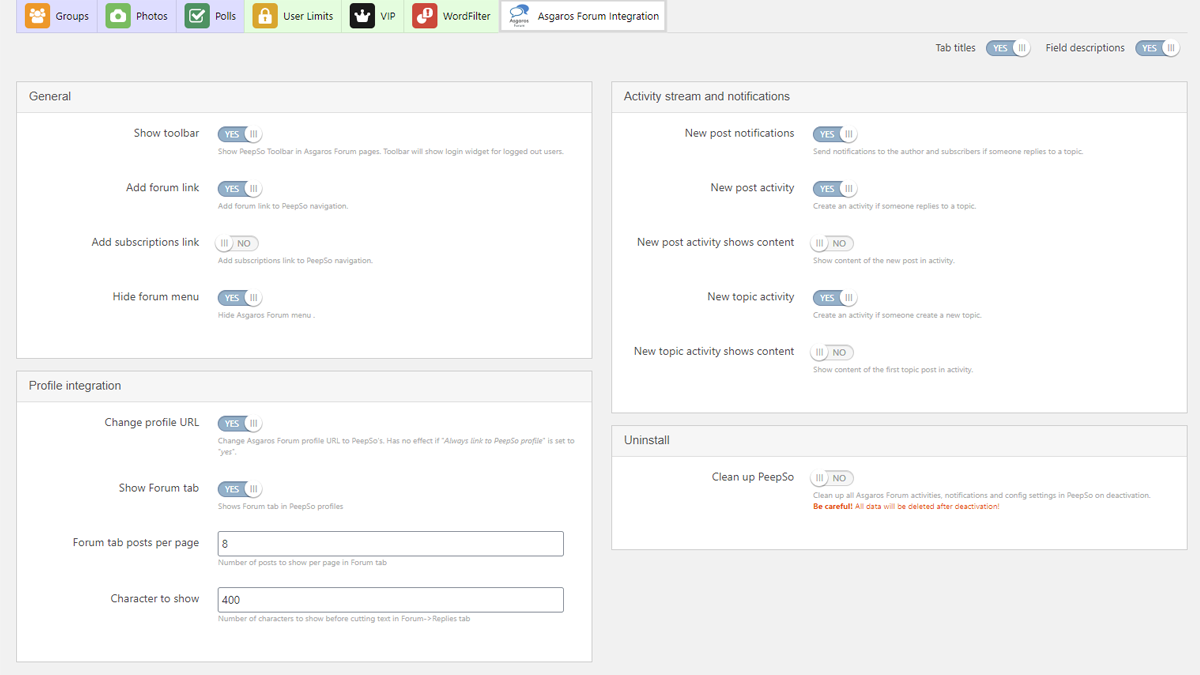 Groups
Photos
Polls
User Limits
VIP
WordFilter
Asgaros Forum Integration
Tab titles YES
Field descriptions YES
General
Show toolbar YES
Show PeepSo Toolbar in Asgaros Forum pages. Toolbar will show login widget for logged out users.
Add forum link YES
Add forum link to PeepSo navigation.
Add subscriptions link NO
Add subscriptions link to PeepSo navigation.
Hide forum menu YES
Hide Asgaros Forum menu .
Profile integration
Change profile URL YES
Change Asgaros Forum profile URL to PeepSo's. Has no effect if "Always link to PeepSo profile" is set to
"yes".
Show Forum tab YES
Shows Forum tab in PeepSo profiles
Forum tab posts per page 8
Number of posts to show per page in Forum tab
Character to show 400
Number of characters to show before cutting text in Forum->Replies tab
Activity stream and notifications
New post notifications YES
Send notifications to the author and subscribers if someone replies to a topic.
New post activity YES
Create an activity if someone replies to a topic.
New post activity shows content NO
Show content of the new post in activity.
New topic activity YES
Create an activity if someone create a new topic.
New topic activity shows content NO
Show content of the first topic post in activity.
Uninstall
Clean up PeepSo NO
Clean up all Asgaros Forum activities, notifications and config settings in PeepSo on deactivation.
Be careful! All data will be deleted after deactivation!